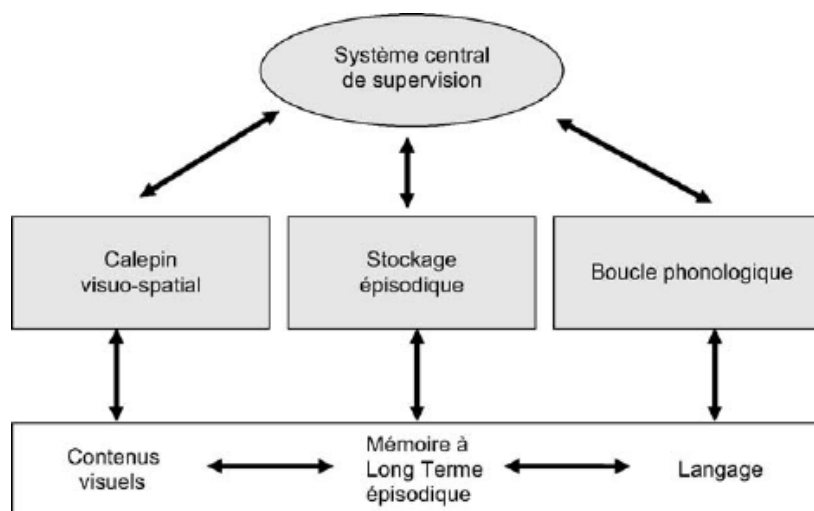 Système central
de supervision
Calepin
visuo-spatial
Stockage
épisodique
Boucle phonologique
Contenus
visuels
Mémoire à
Long Terme
épisodique
Langage